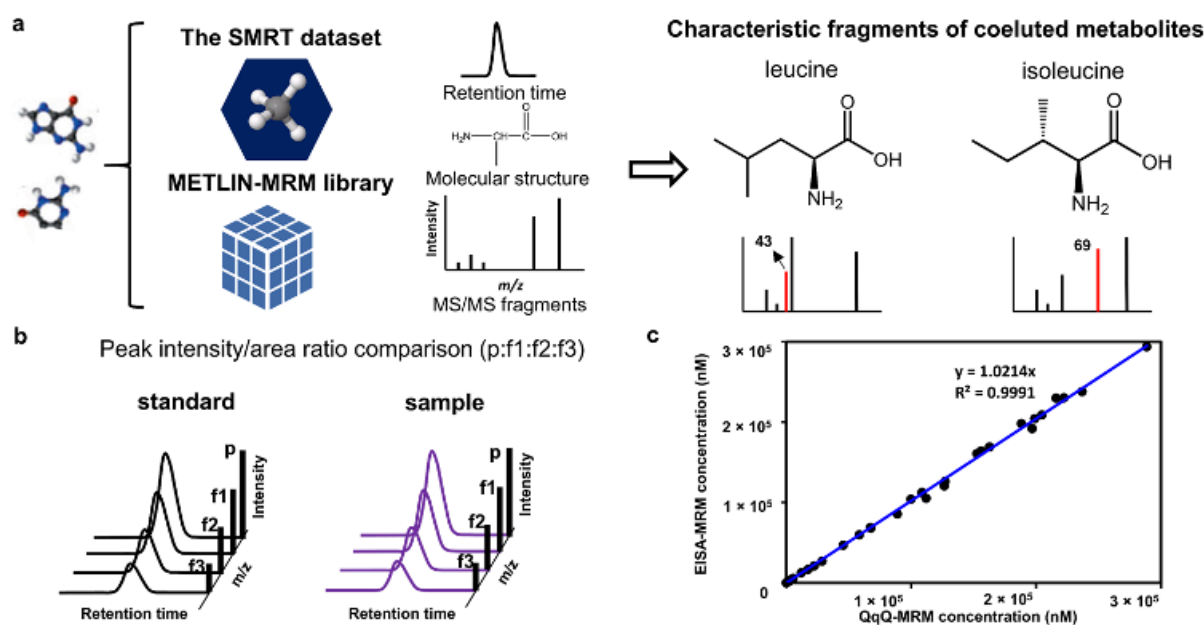 a
The SMRT dataset
METLIN-MRM library
Retention time
H₂N
CH
C
O
OH
Molecular structure
Intensity
m/z
MS/MS fragments
Characteristic fragments of coeluted metabolites
leucine
isoleucine
O
OH
NH₂
O
OH
NH₂
43
69
b
Peak intensity/area ratio comparison (p:f1:f2:f3)
standard
sample
p
f1
f2
f3
Intensity
m/z
Retention time
p
f1
f2
f3
Intensity
m/z
Retention time
c
y = 1.0214x
R² = 0.9991
EISA-MRM concentration (nM)
3 × 10⁵
2 × 10⁵
1 × 10⁵
0
1 × 10⁵
2 × 10⁵
3 × 10⁵
QqQ-MRM concentration (nM)